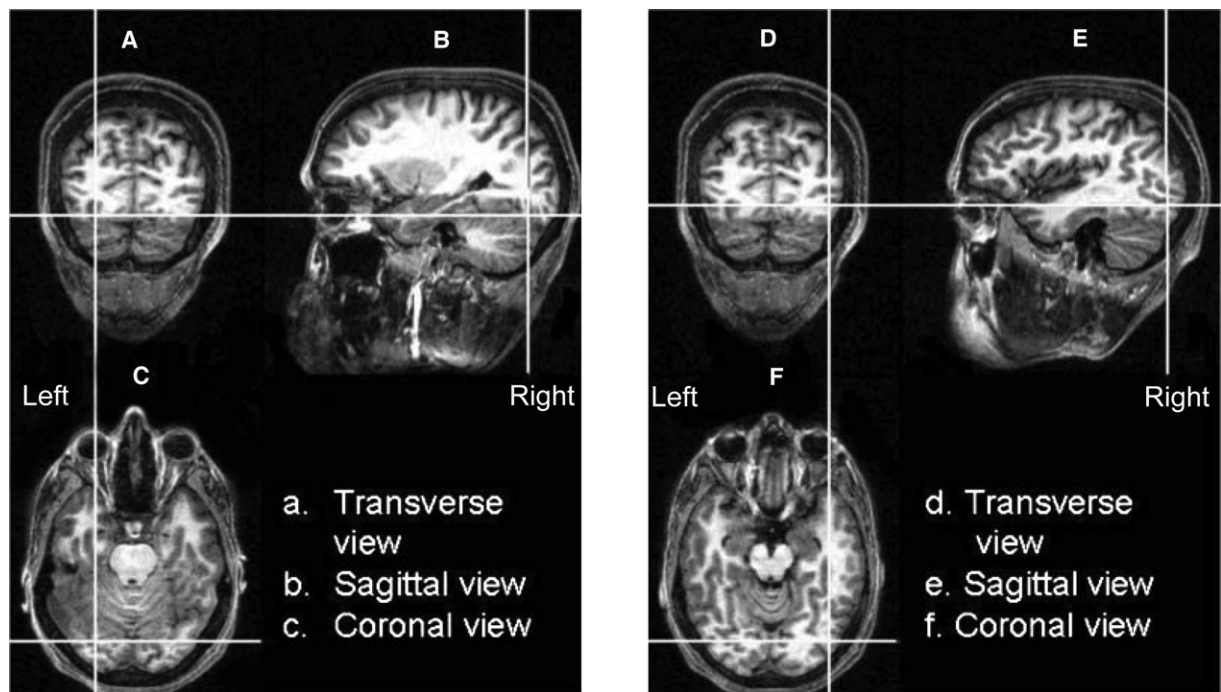 A
B
D
E
C
Left
Right
F
Left
Right
a. Transverse
view
b. Sagittal view
c. Coronal view
d. Transverse
view
e. Sagittal view
f. Coronal view